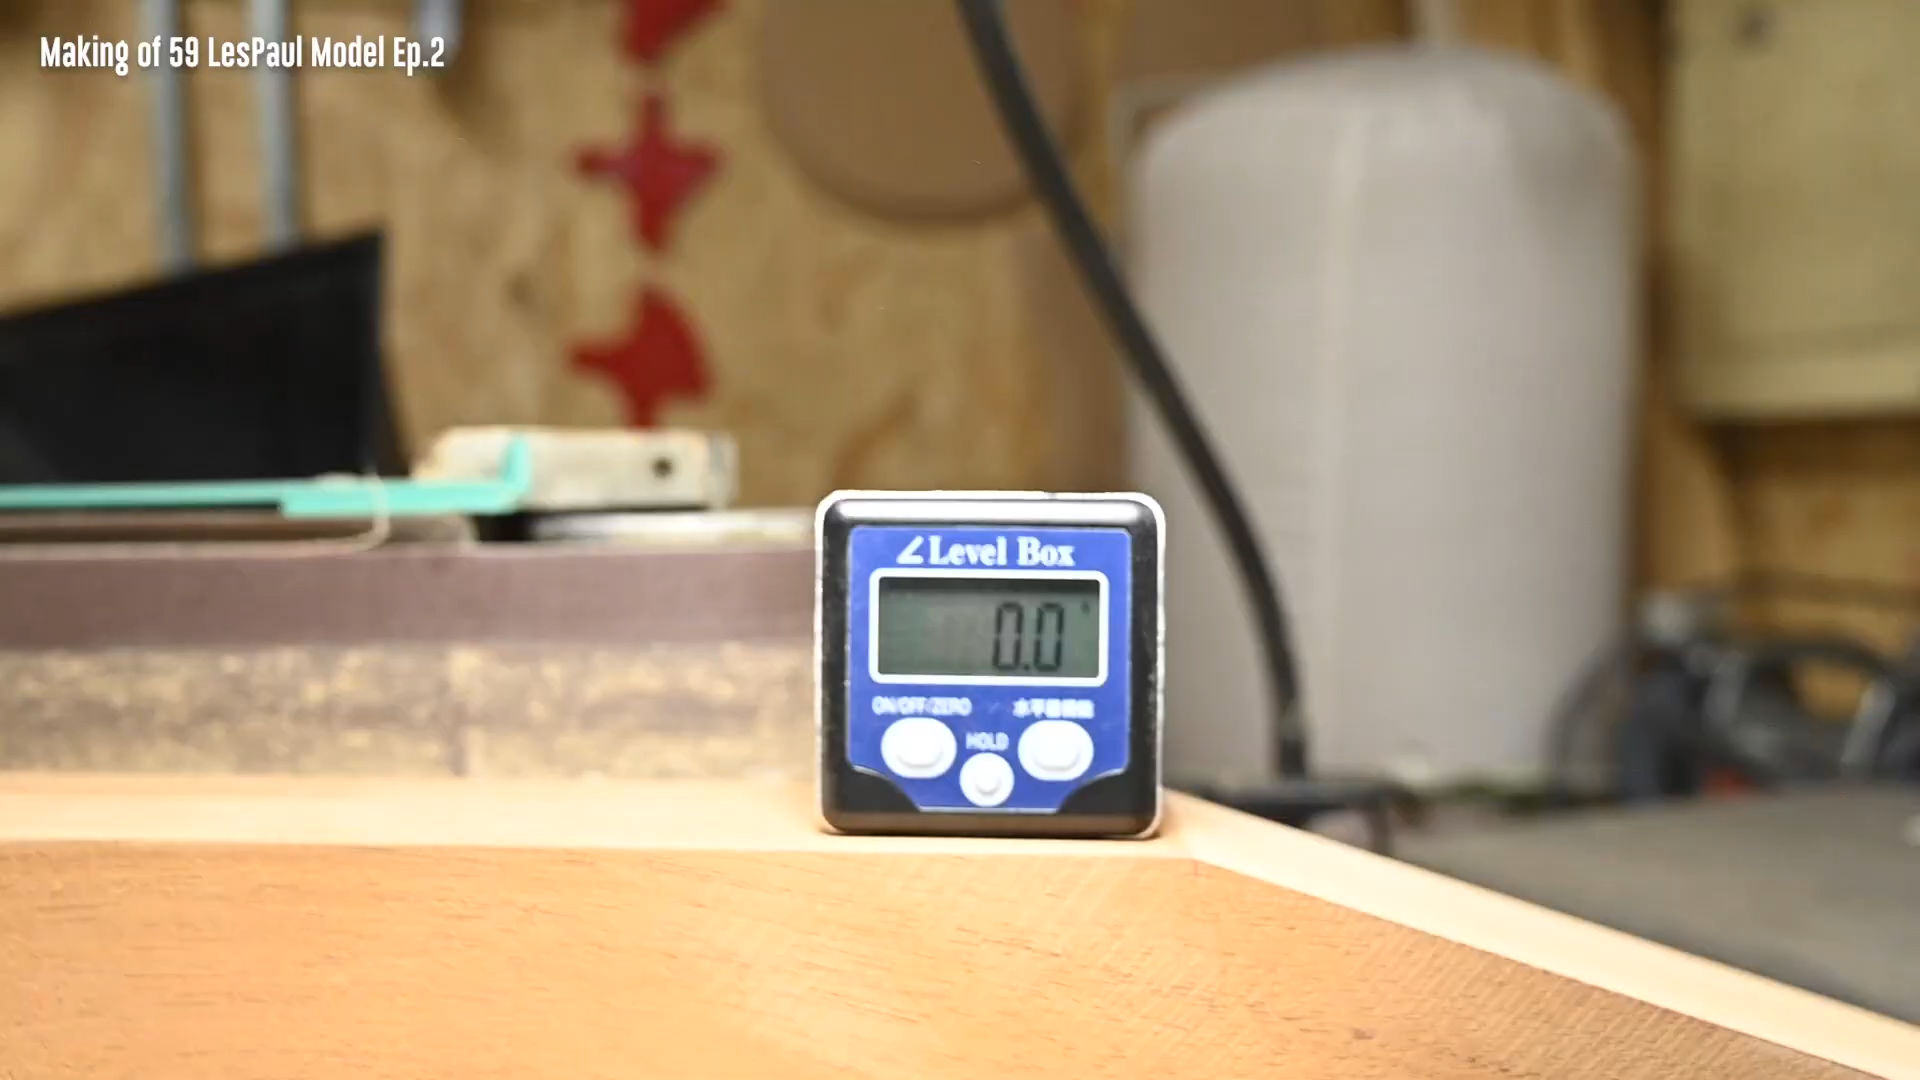 Making of 59 LesPaul Model Ep.2
∠Level Box
0.0°
ON/OFF/ZERO
HOLD